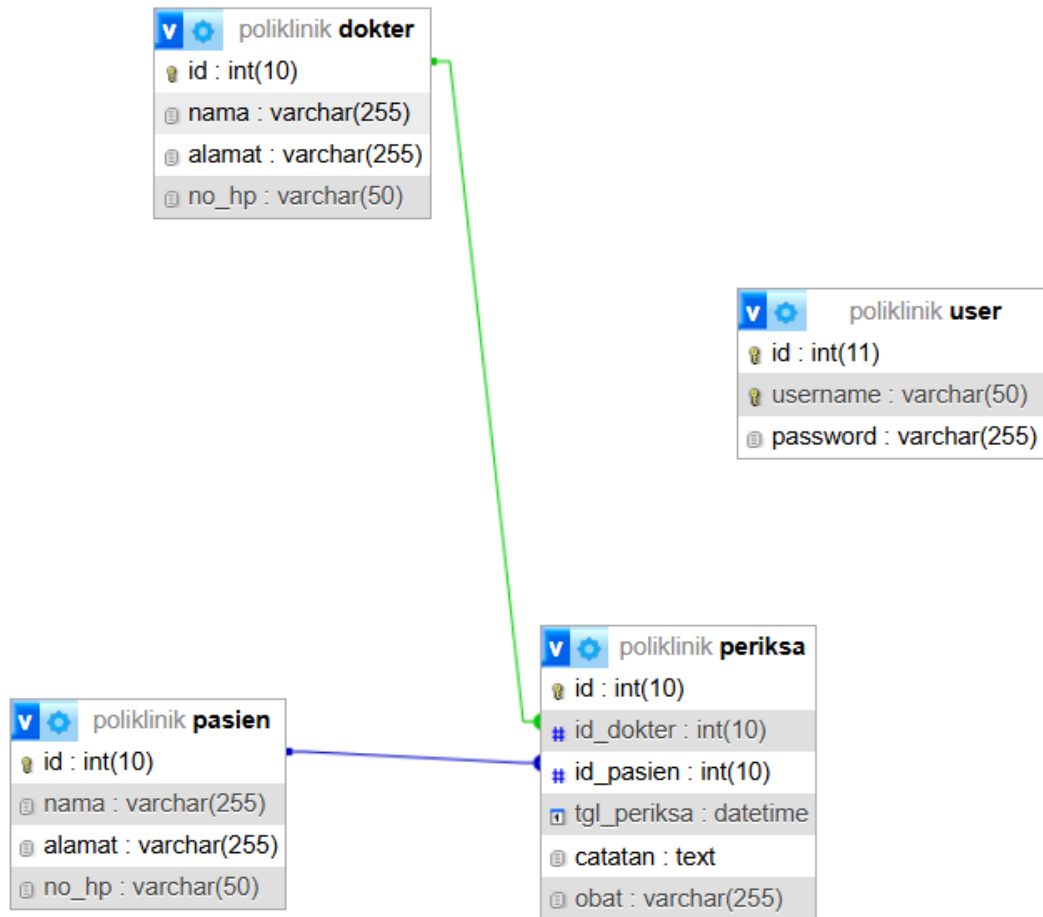 poliklinik dokter
id : int(10)
nama : varchar(255)
alamat : varchar(255)
no_hp : varchar(50)
poliklinik user
id : int(11)
username : varchar(50)
password : varchar(255)
poliklinik periksa
id : int(10)
id_dokter : int(10)
id_pasien : int(10)
tgl_periksa : datetime
catatan : text
obat : varchar(255)
poliklinik pasien
id : int(10)
nama : varchar(255)
alamat : varchar(255)
no_hp : varchar(50)